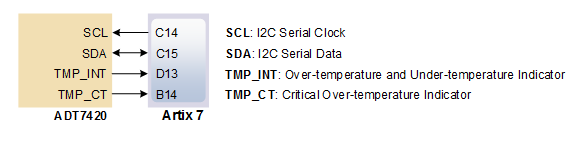 SCL C14 SCL: I2C Serial Clock
SDA C15 SDA: I2C Serial Data
TMP_INT D13 TMP_INT: Over-temperature and Under-temperature Indicator
TMP_CT B14 TMP_CT: Critical Over-temperature Indicator
ADT7420 Artix 7